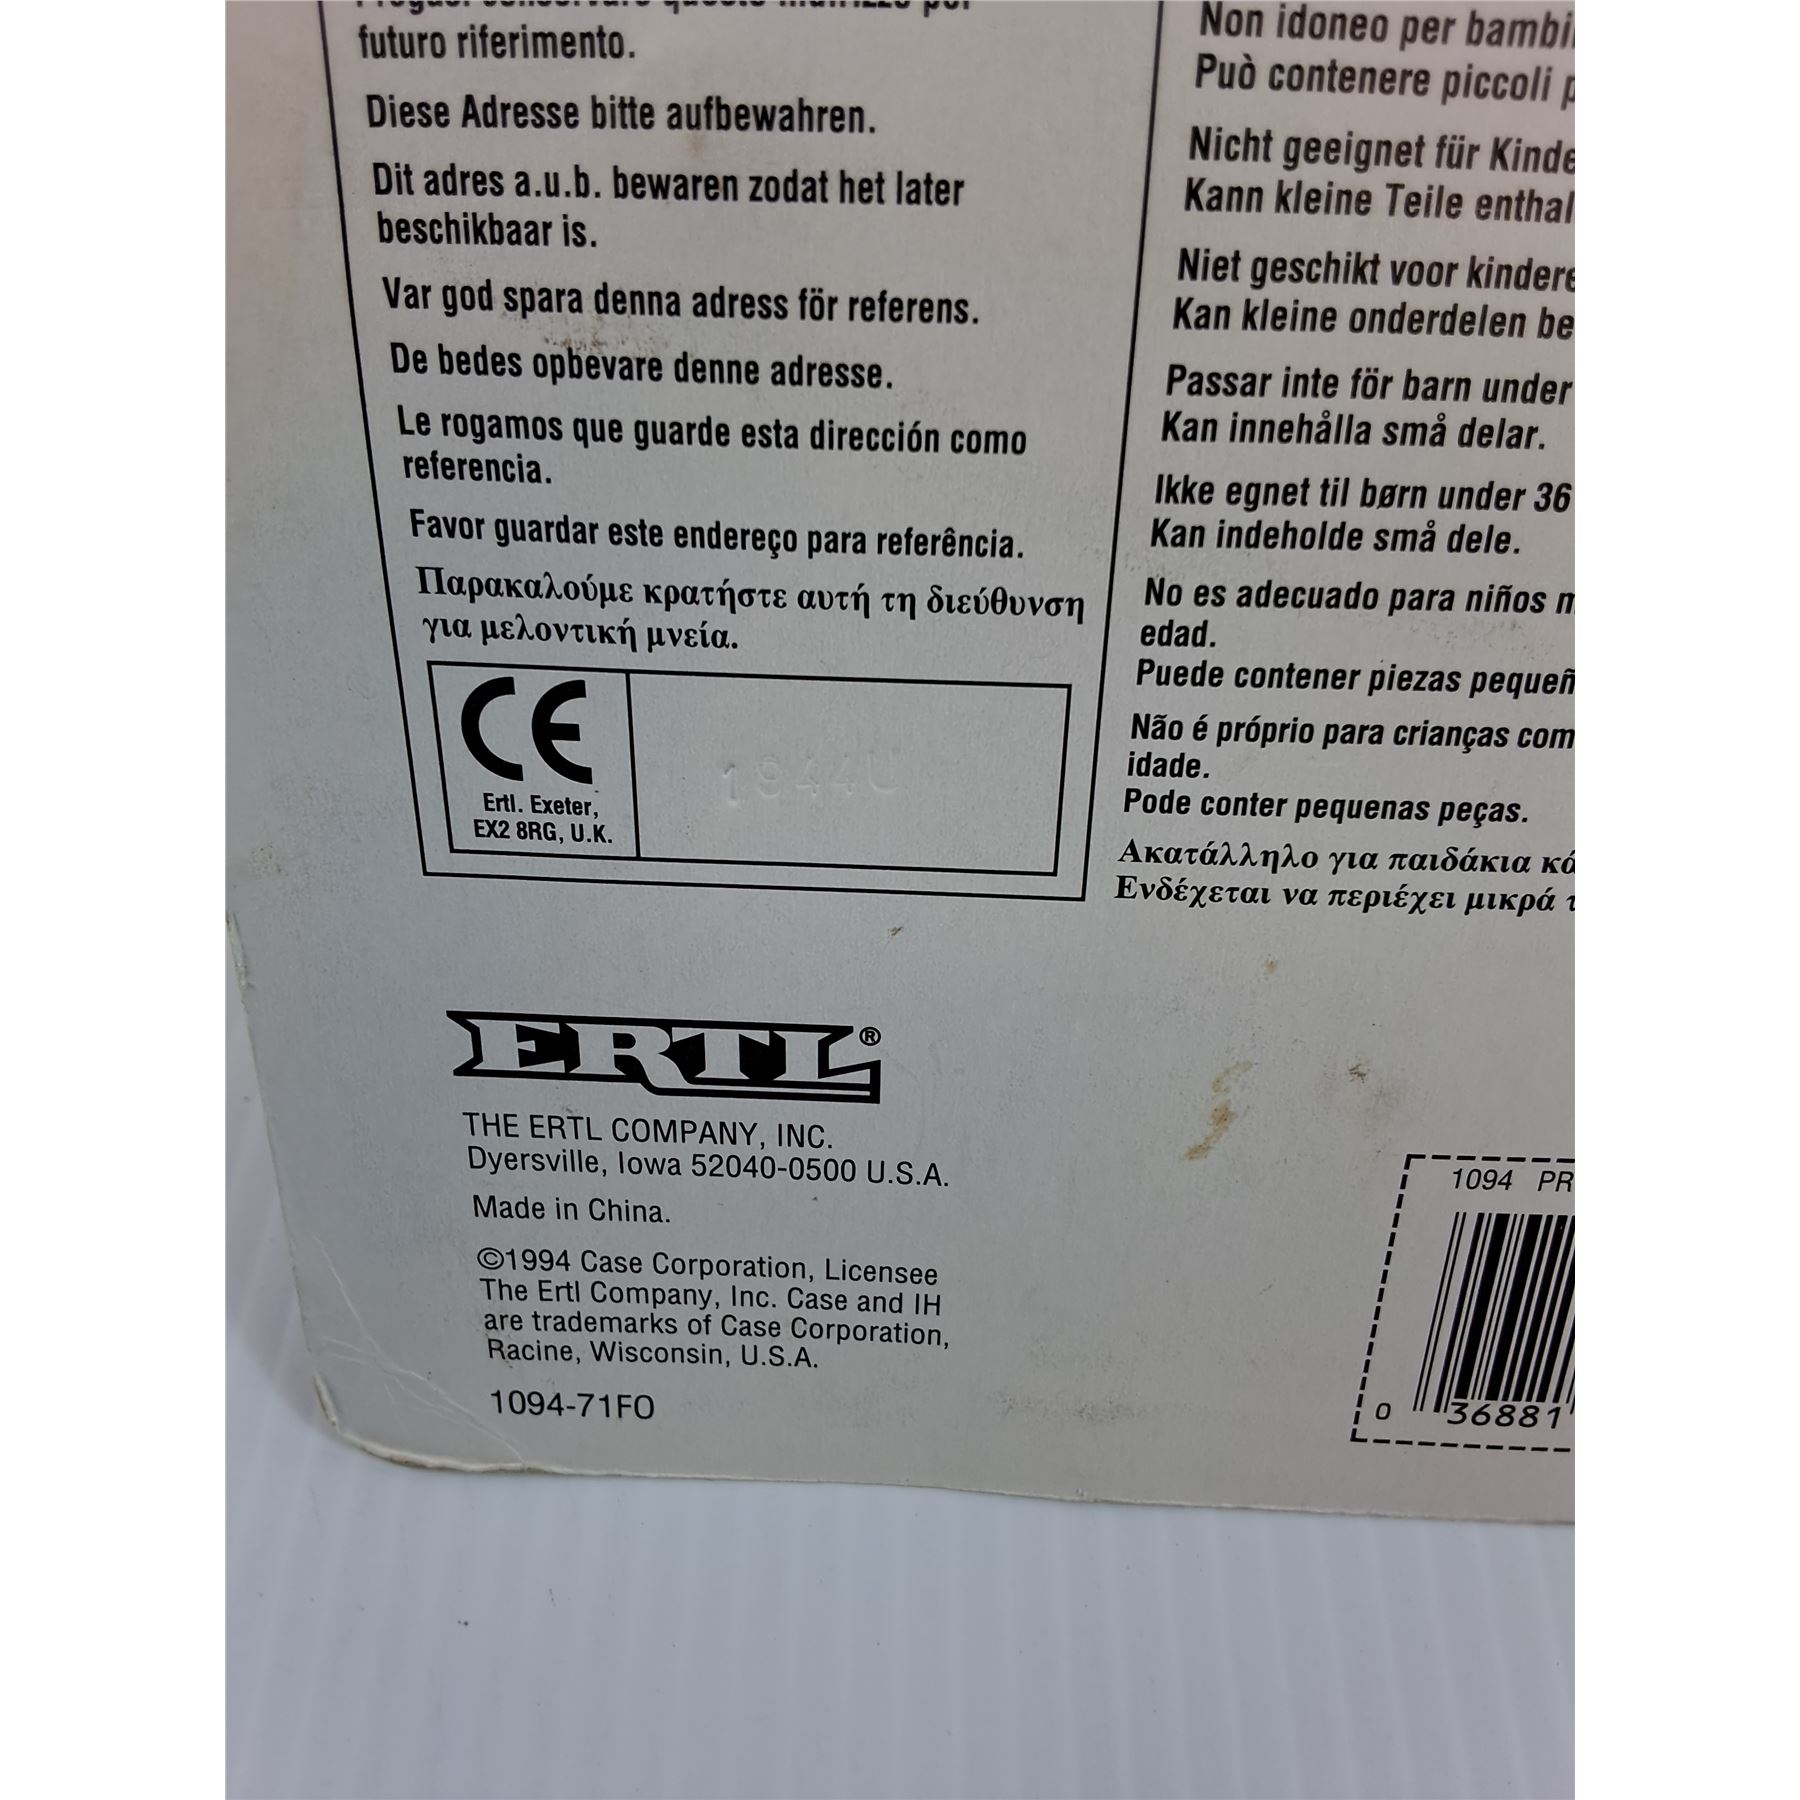 futuro riferimento.
Diese Adresse bitte aufbewahren.
Dit adres a.u.b. bewaren zodat het later
beschikbaar is.
Var god spara denna adress för referens.
De bedes opbevare denne adresse.
Le rogamos que guarde esta dirección como
referencia.
Favor guardar este endereço para referência.
Παρακαλούμε κρατήστε αυτή τη διεύθυνση
για μελοντική μνεία.
CE
Ertl. Exeter,
EX2 8RG, U.K.
1944U
Non idoneo per
Può contenere piccoli
Nicht geeignet für
Kann kleine Teile
Niet geschikt voor
Kan kleine onderdelen
Passar inte för barn under
Kan innehålla små delar.
Ikke egnet til børn under 36
Kan indeholde små dele.
No es adecuado para niños
edad.
Puede contener piezas
Não é próprio para crianças com
idade.
Pode conter pequenas peças.
Ακατάλληλο για παιδάκια
Ενδέχεται να περιέχει μικρά
ERTL®
THE ERTL COMPANY, INC.
Dyersville, Iowa 52040-0500 U.S.A.
Made in China.
©1994 Case Corporation, Licensee
The Ertl Company, Inc. Case and IH
are trademarks of Case Corporation,
Racine, Wisconsin, U.S.A.
1094-71FO
1094 PR
0 36881